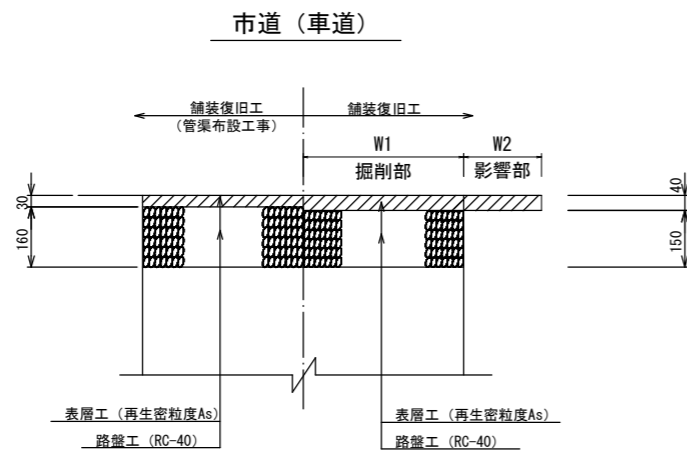 市道（車道）
舗装復旧工
（管渠布設工事）
舗装復旧工
W1
掘削部
W2
影響部
30
160
40
150
表層工（再生密粒度As）
路盤工（RC-40）
表層工（再生密粒度As）
路盤工（RC-40）